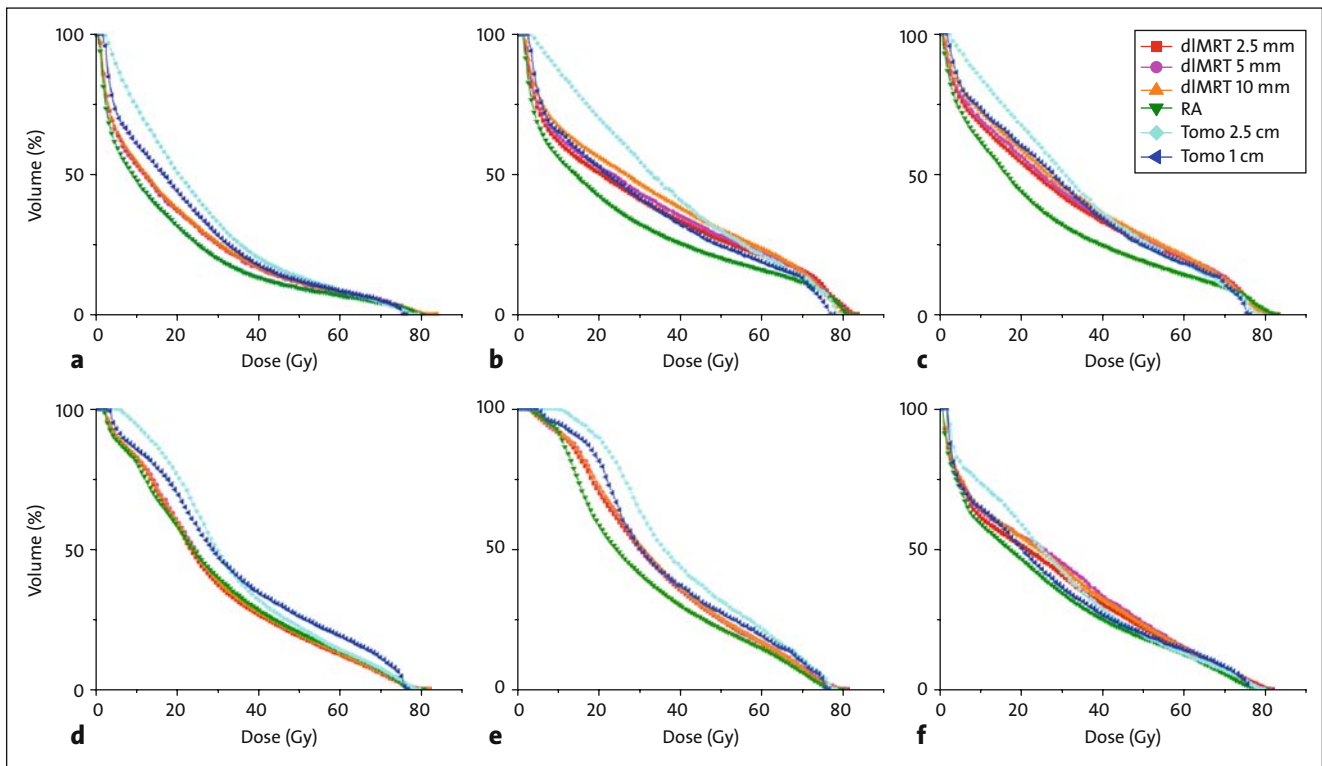 100
50
0
Volume (%)
0 20 40 60 80
Dose (Gy)
a
100
50
0
0 20 40 60 80
Dose (Gy)
b
100
50
0
0 20 40 60 80
Dose (Gy)
c
dIMRT 2.5 mm
dIMRT 5 mm
dIMRT 10 mm
RA
Tomo 2.5 cm
Tomo 1 cm
100
50
0
Volume (%)
0 20 40 60 80
Dose (Gy)
d
100
50
0
0 20 40 60 80
Dose (Gy)
e
100
50
0
0 20 40 60 80
Dose (Gy)
f